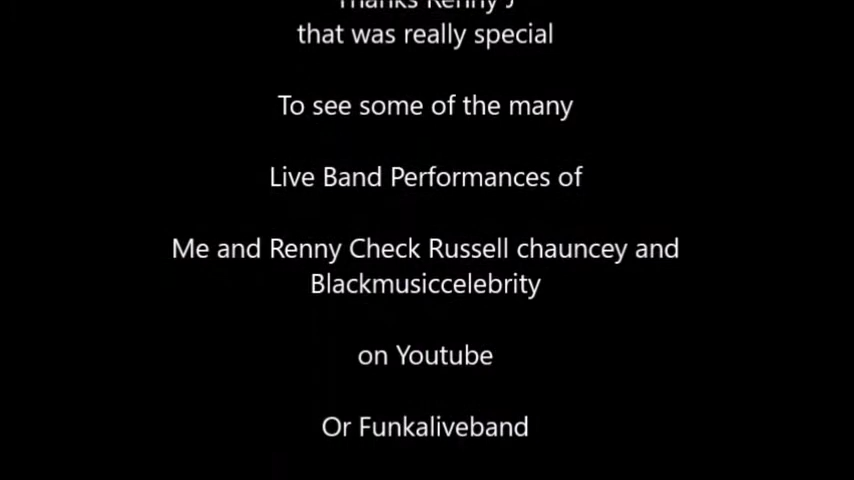 Thanks Renny J
that was really special
To see some of the many
Live Band Performances of
Me and Renny Check Russell chauncey and
Blackmusiccelebrity
on Youtube
Or Funkaliveband